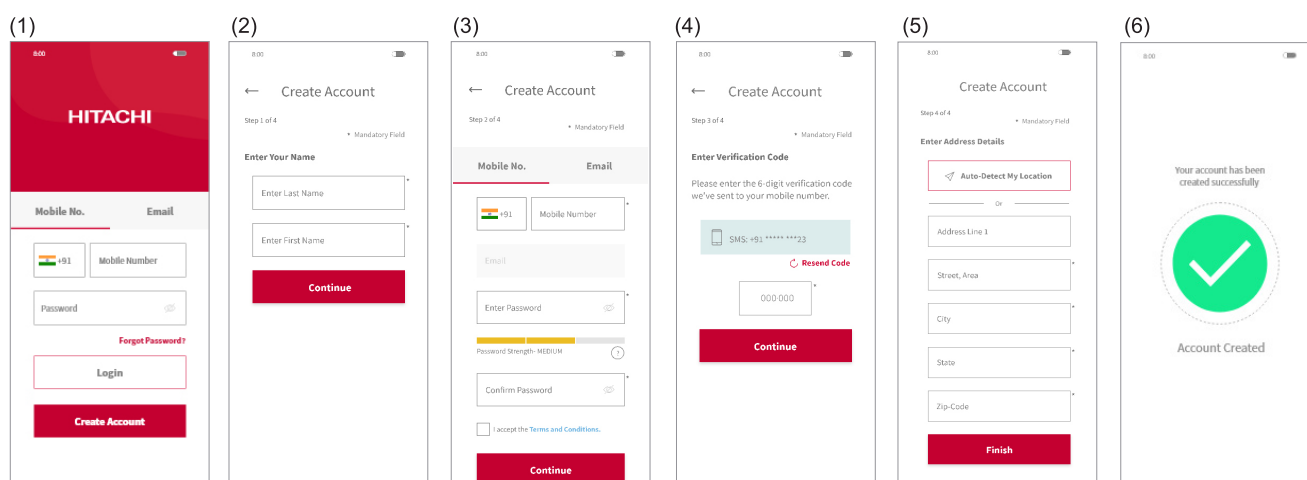 (1)
8:00
HITACHI
Mobile No. Email
+91 Mobile Number
Password
Forgot Password?
Login
Create Account
(2)
8:00
← Create Account
Step 1 of 4
* Mandatory Field
Enter Your Name
Enter Last Name *
Enter First Name *
Continue
(3)
8:00
← Create Account
Step 2 of 4
* Mandatory Field
Mobile No. Email
+91 Mobile Number *
Email
Enter Password *
Password Strength- MEDIUM ?
Confirm Password *
I accept the Terms and Conditions.
Continue
(4)
8:00
← Create Account
Step 3 of 4
* Mandatory Field
Enter Verification Code
Please enter the 6-digit verification code
we've sent to your mobile number.
SMS: +91 ***** ***23
Resend Code
000-000 *
Continue
(5)
8:00
Create Account
Step 4 of 4
* Mandatory Field
Enter Address Details
Auto-Detect My Location
Or
Address Line 1
Street, Area *
City *
State *
Zip-Code *
Finish
(6)
8:00
Your account has been
created successfully
Account Created